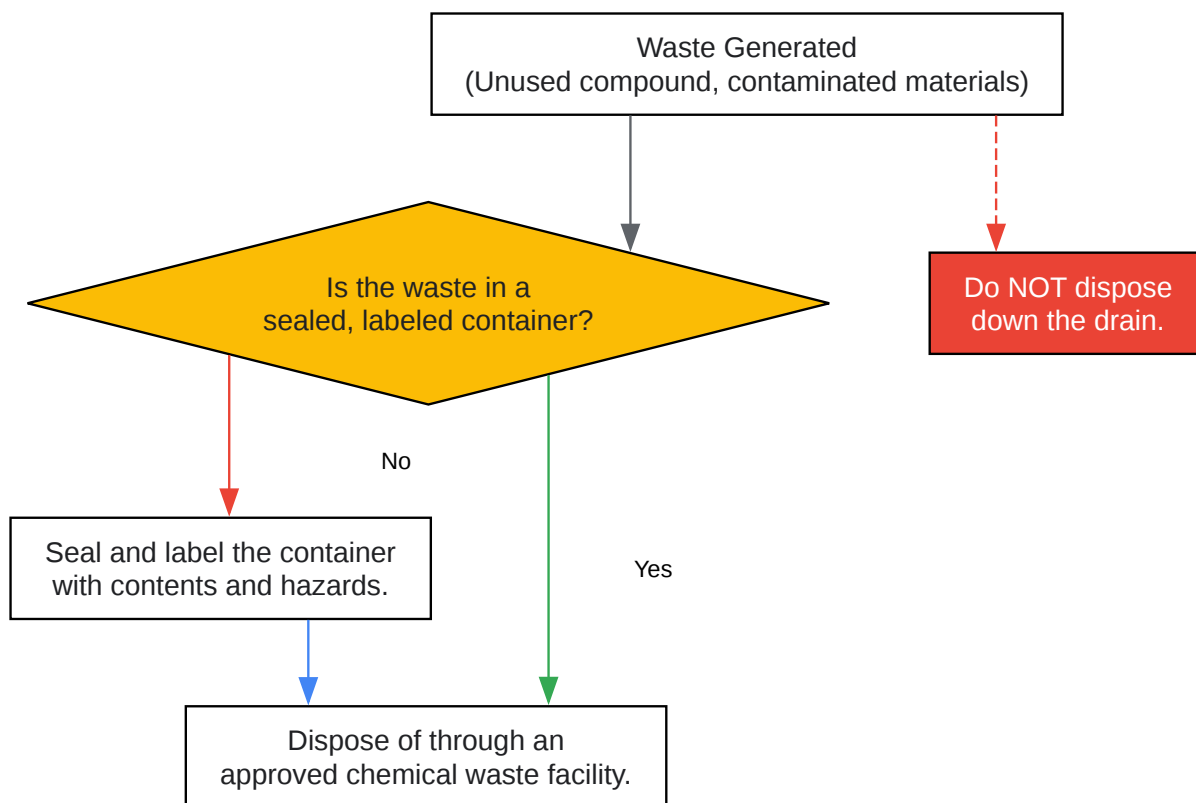 Waste Generated
(Unused compound, contaminated materials)
Is the waste in a
sealed, labeled container?
Do NOT dispose
down the drain.
No
Seal and label the container
with contents and hazards.
Yes
Dispose of through an
approved chemical waste facility.